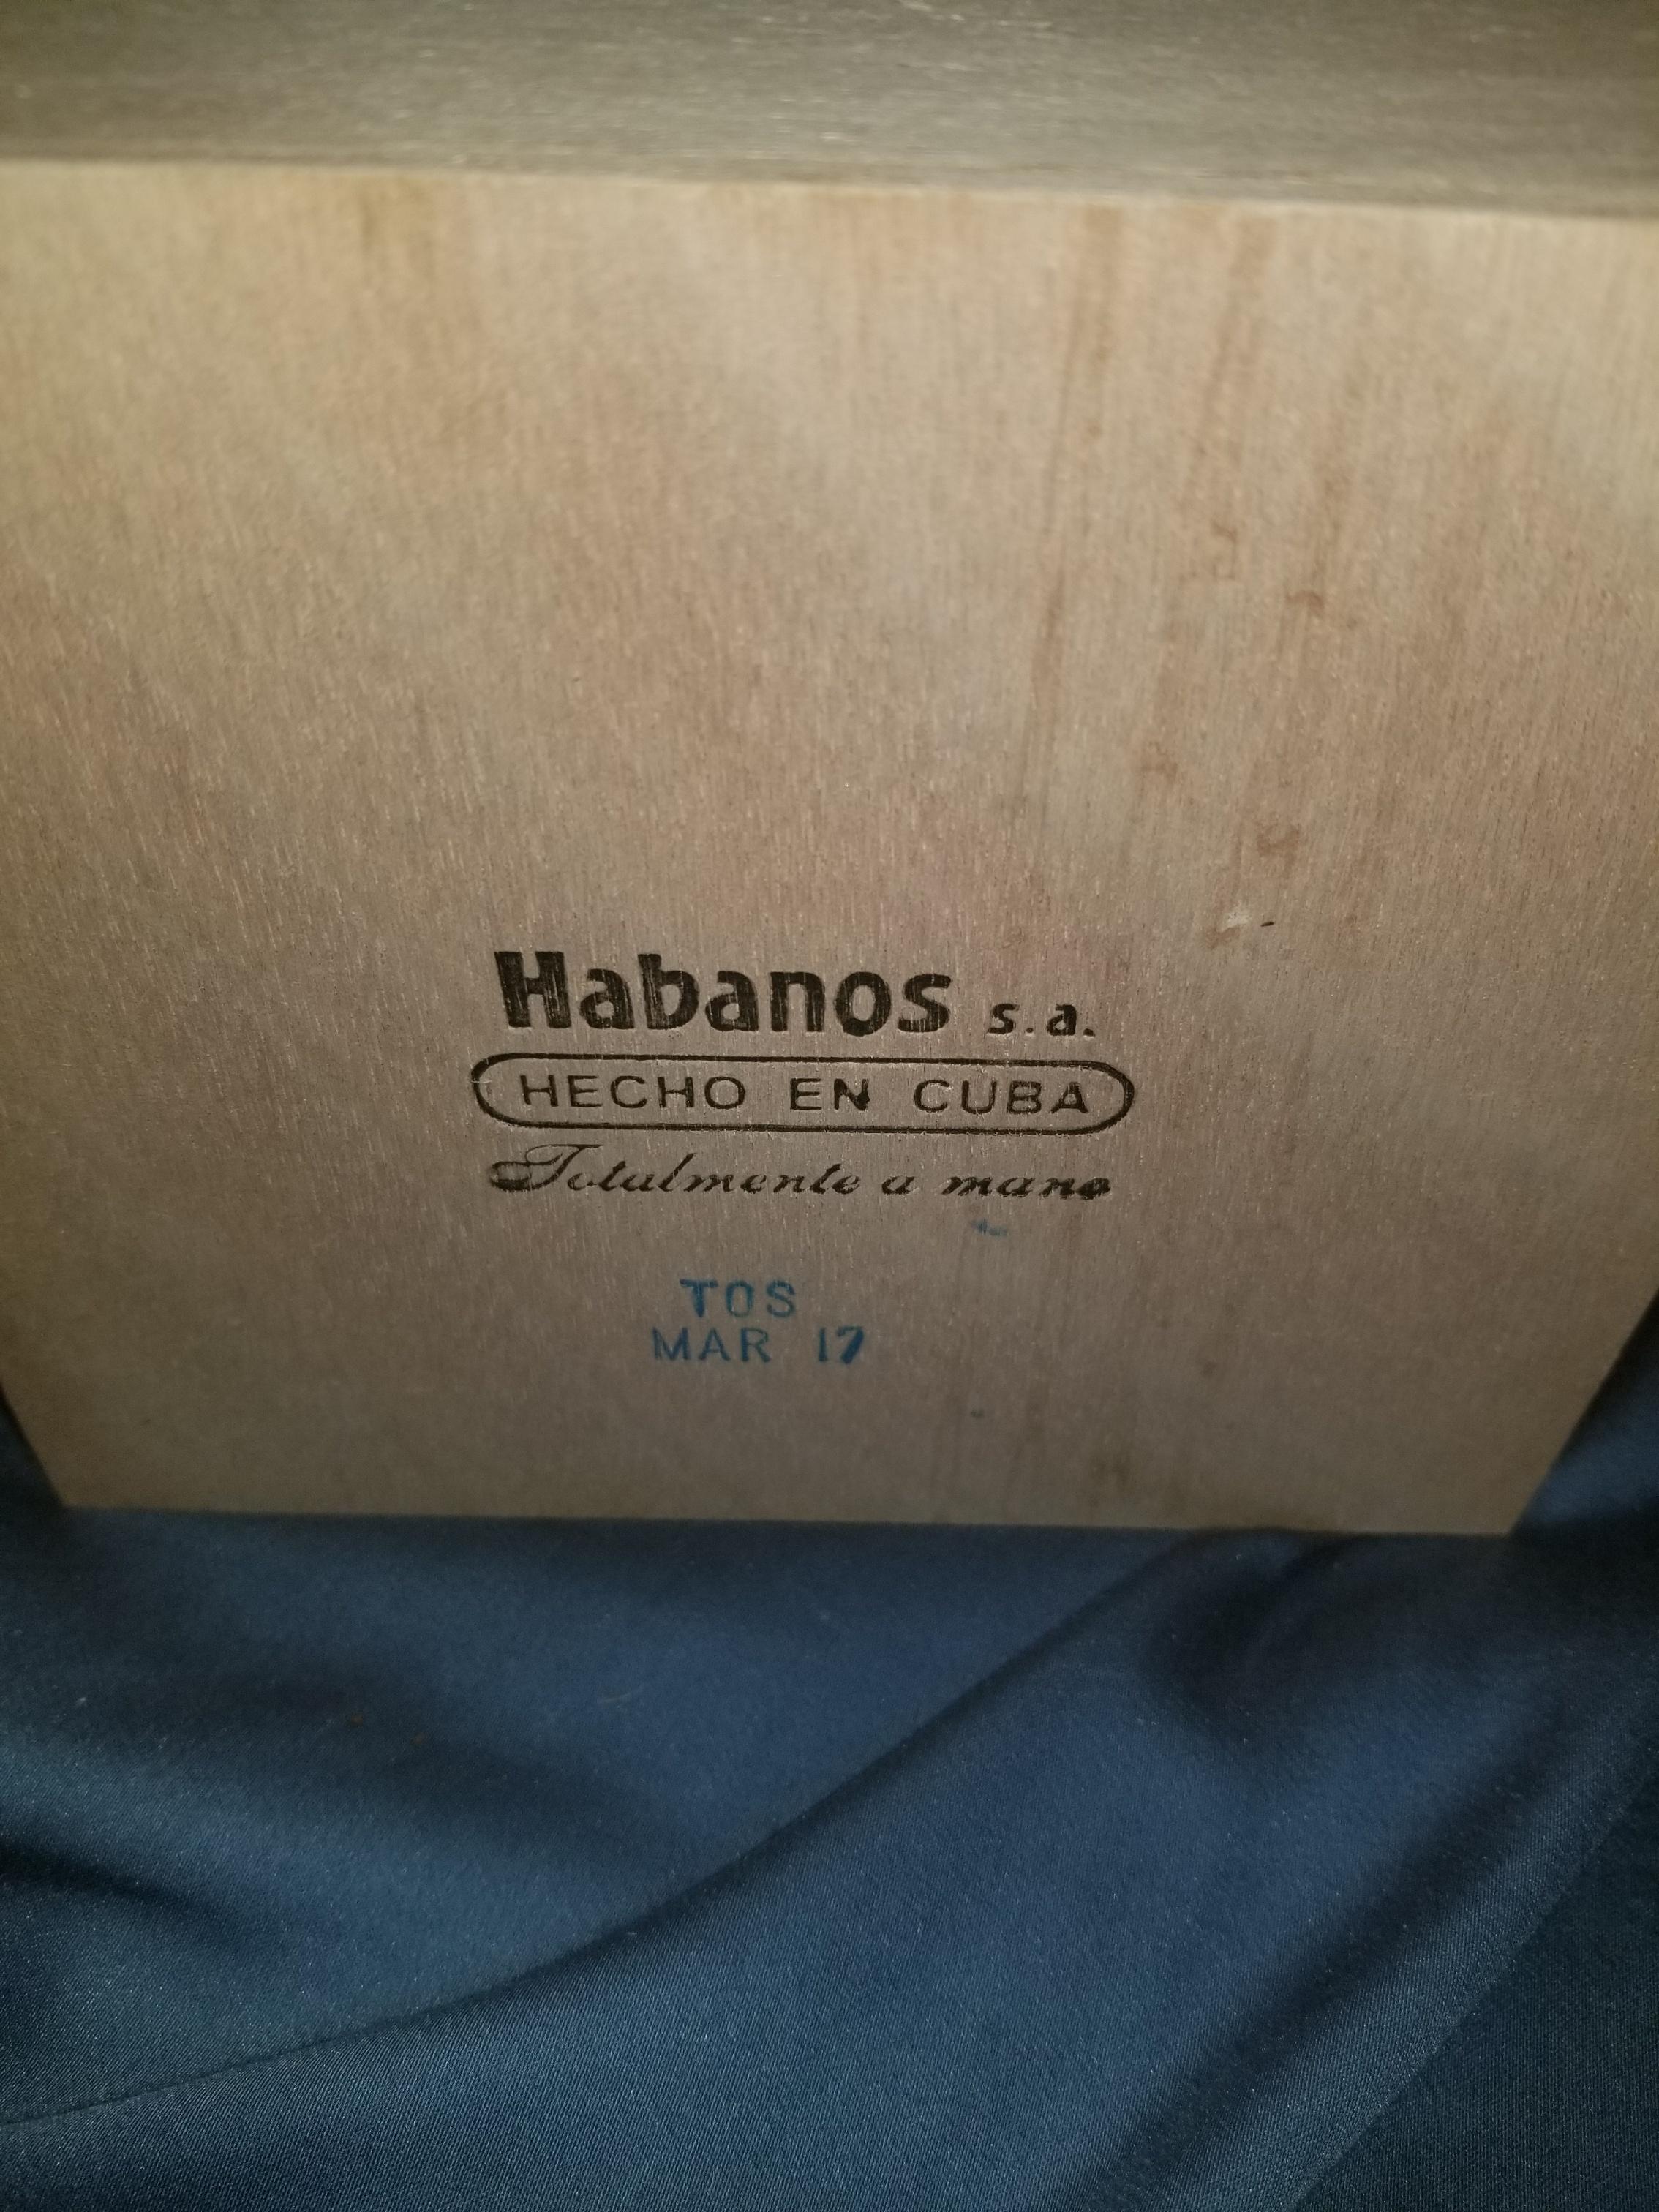 Habanos s.a.
HECHO EN CUBA
Totalmente a mano
TOS
MAR 17